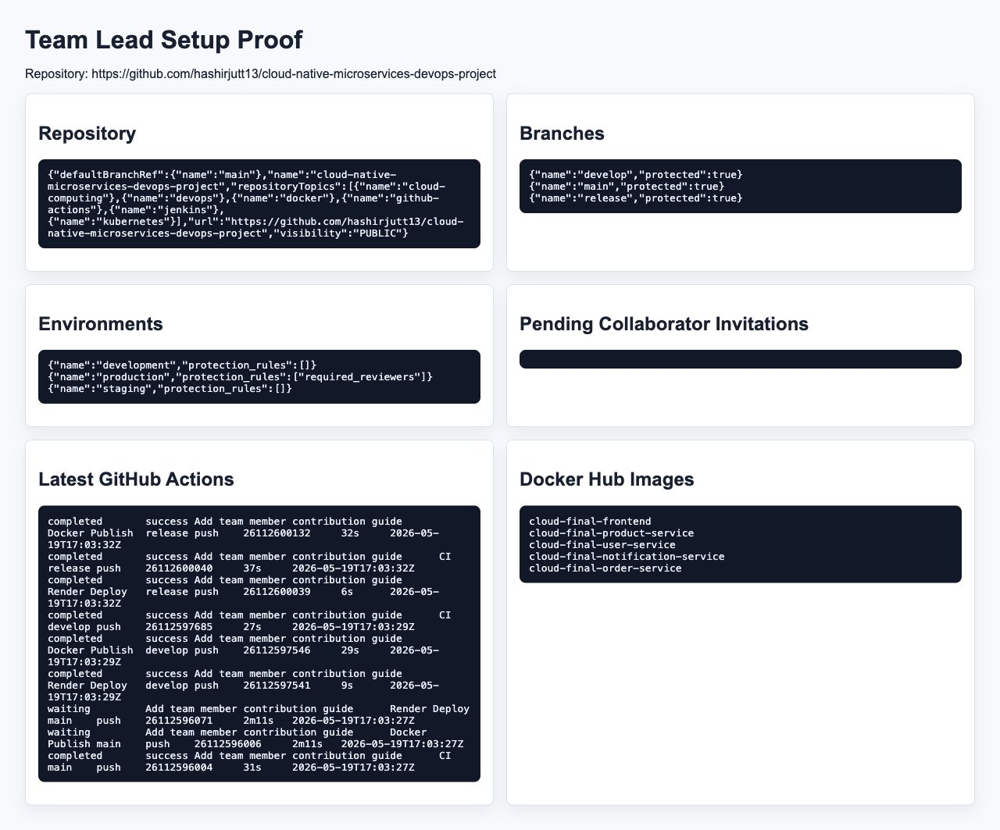 Team Lead Setup Proof
Repository: https://github.com/hashirjutt13/cloud-native-microservices-devops-project
Repository
{"defaultBranchRef":{"name":"main"},"name":"cloud-native-
microservices-devops-project","repositoryTopics":[{"name":"cloud-
computing"},{"name":"devops"},{"name":"docker"},{"name":"github-
actions"},{"name":"jenkins"},
{"name":"kubernetes"}],"url":"https://github.com/hashirjutt13/cloud-
native-microservices-devops-project","visibility":"PUBLIC"}
Branches
{"name":"develop","protected":true}
{"name":"main","protected":true}
{"name":"release","protected":true}
Environments
{"name":"development","protection_rules":[]}
{"name":"production","protection_rules":["required_reviewers"]}
{"name":"staging","protection_rules":[]}
Pending Collaborator Invitations
Latest GitHub Actions
completed       success Add team member contribution guide
Docker Publish  release push    26112600132     32s     2026-05-
19T17:03:32Z
completed       success Add team member contribution guide      CI
release push    26112600040     37s     2026-05-19T17:03:32Z
completed       success Add team member contribution guide
Render Deploy   release push    26112600039     6s      2026-05-
19T17:03:32Z
completed       success Add team member contribution guide      CI
develop push    26112597685     27s     2026-05-19T17:03:29Z
completed       success Add team member contribution guide
Docker Publish  develop push    26112597546     29s     2026-05-
19T17:03:29Z
completed       success Add team member contribution guide
Render Deploy   develop push    26112597541     9s      2026-05-
19T17:03:29Z
waiting         Add team member contribution guide      Render Deploy
main    push    26112596071     2m11s   2026-05-19T17:03:27Z
waiting         Add team member contribution guide      Docker
Publish main    push    26112596006     2m11s   2026-05-19T17:03:27Z
completed       success Add team member contribution guide      CI
main    push    26112596004     31s     2026-05-19T17:03:27Z
Docker Hub Images
cloud-final-frontend
cloud-final-product-service
cloud-final-user-service
cloud-final-notification-service
cloud-final-order-service